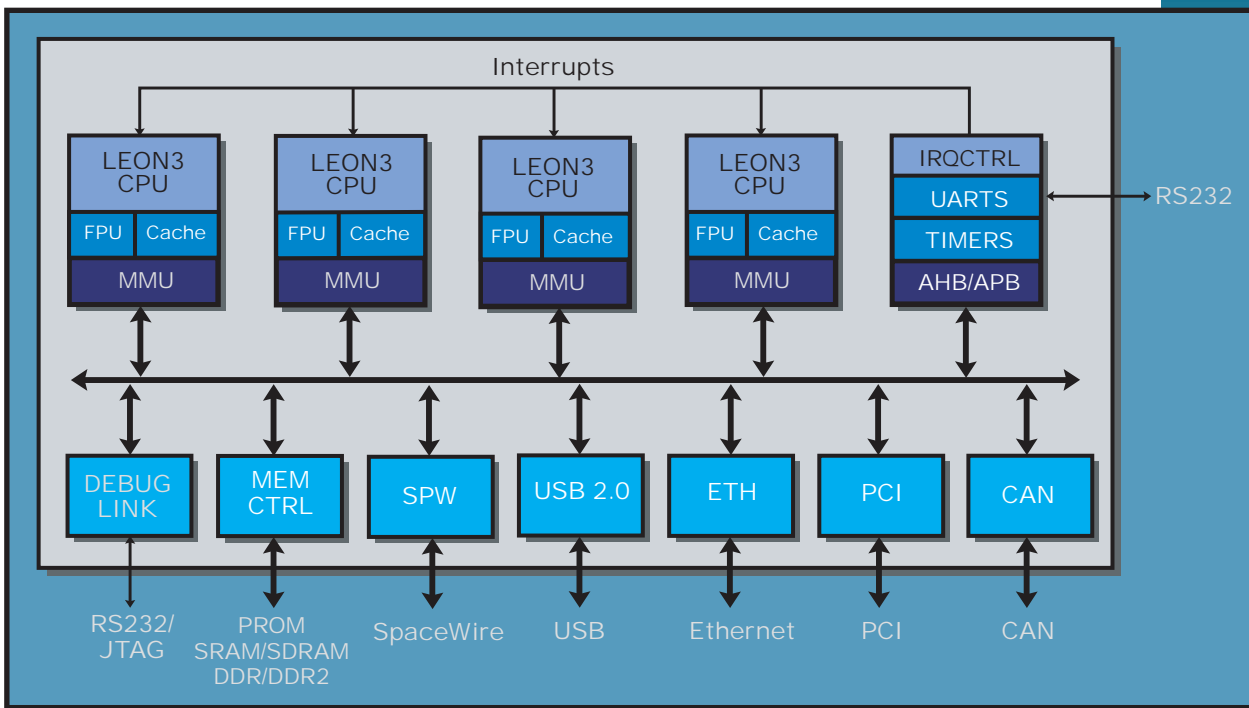 Interrupts
LEON3
CPU
FPU
Cache
MMU
LEON3
CPU
FPU
Cache
MMU
LEON3
CPU
FPU
Cache
MMU
LEON3
CPU
FPU
Cache
MMU
IRQCTRL
UARTS
TIMERS
AHB/APB
RS232
DEBUG
LINK
MEM
CTRL
SPW
USB 2.0
ETH
PCI
CAN
RS232/
JTAG
PROM
SRAM/SDRAM
DDR/DDR2
SpaceWire
USB
Ethernet
PCI
CAN